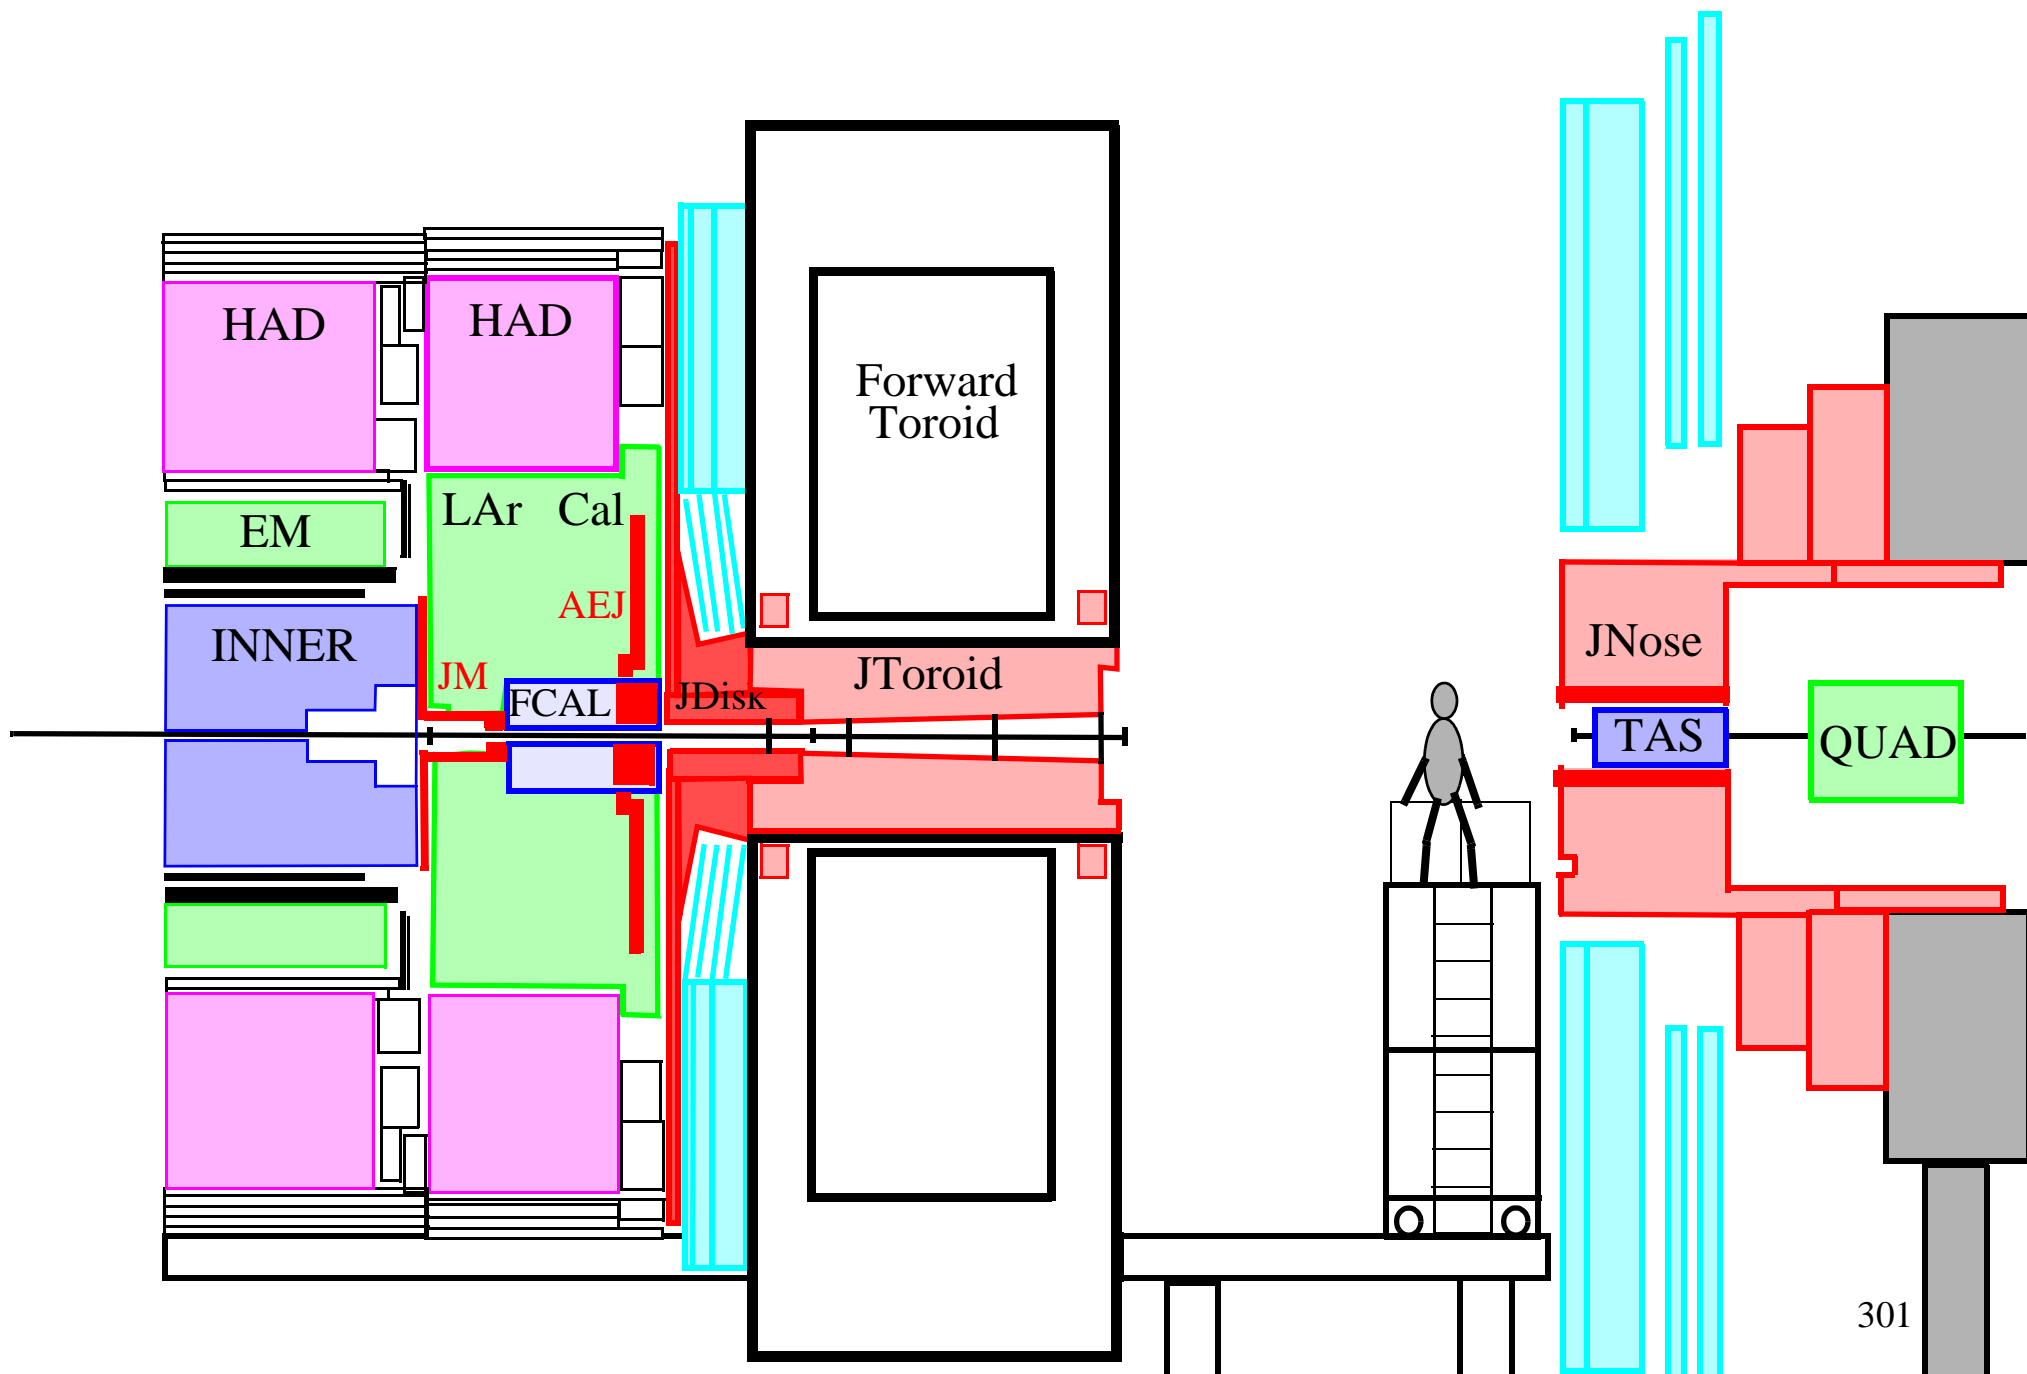 HAD
HAD
Forward
Toroid
LAr Cal
EM
AEJ
INNER
JNose
JM
JToroid
FCAL
JDisk
TAS
QUAD
301